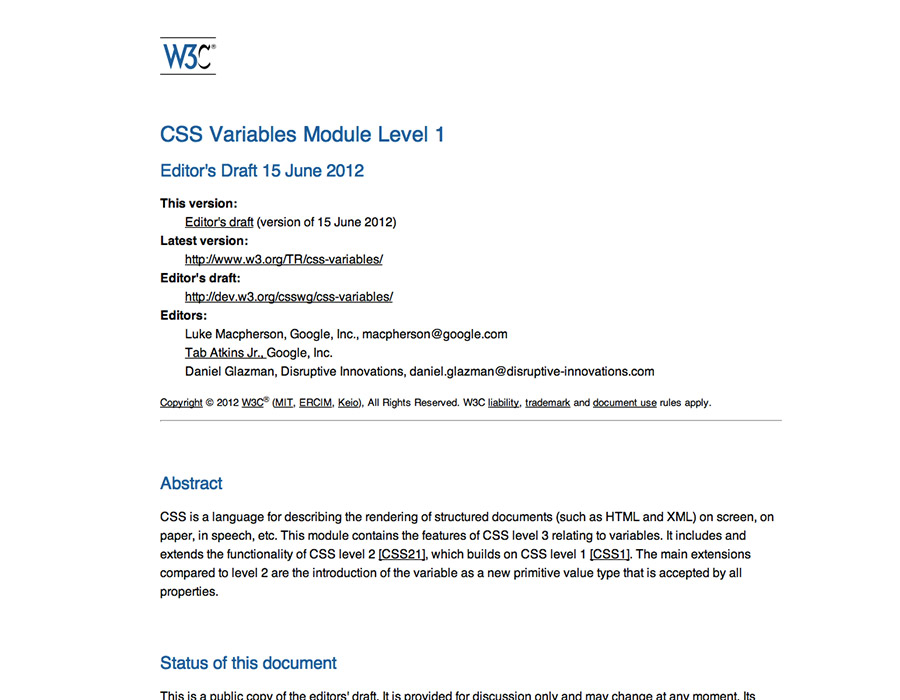 W3C®
CSS Variables Module Level 1
Editor's Draft 15 June 2012
This version:
Editor's draft (version of 15 June 2012)
Latest version:
http://www.w3.org/TR/css-variables/
Editor's draft:
http://dev.w3.org/csswg/css-variables/
Editors:
Luke Macpherson, Google, Inc., macpherson@google.com
Tab Atkins Jr., Google, Inc.
Daniel Glazman, Disruptive Innovations, daniel.glazman@disruptive-innovations.com
Copyright © 2012 W3C® (MIT, ERCIM, Keio), All Rights Reserved. W3C liability, trademark and document use rules apply.
Abstract
CSS is a language for describing the rendering of structured documents (such as HTML and XML) on screen, on
paper, in speech, etc. This module contains the features of CSS level 3 relating to variables. It includes and
extends the functionality of CSS level 2 [CSS21], which builds on CSS level 1 [CSS1]. The main extensions
compared to level 2 are the introduction of the variable as a new primitive value type that is accepted by all
properties.
Status of this document
This is a public copy of the editors' draft. It is provided for discussion only and may change at any moment. Its